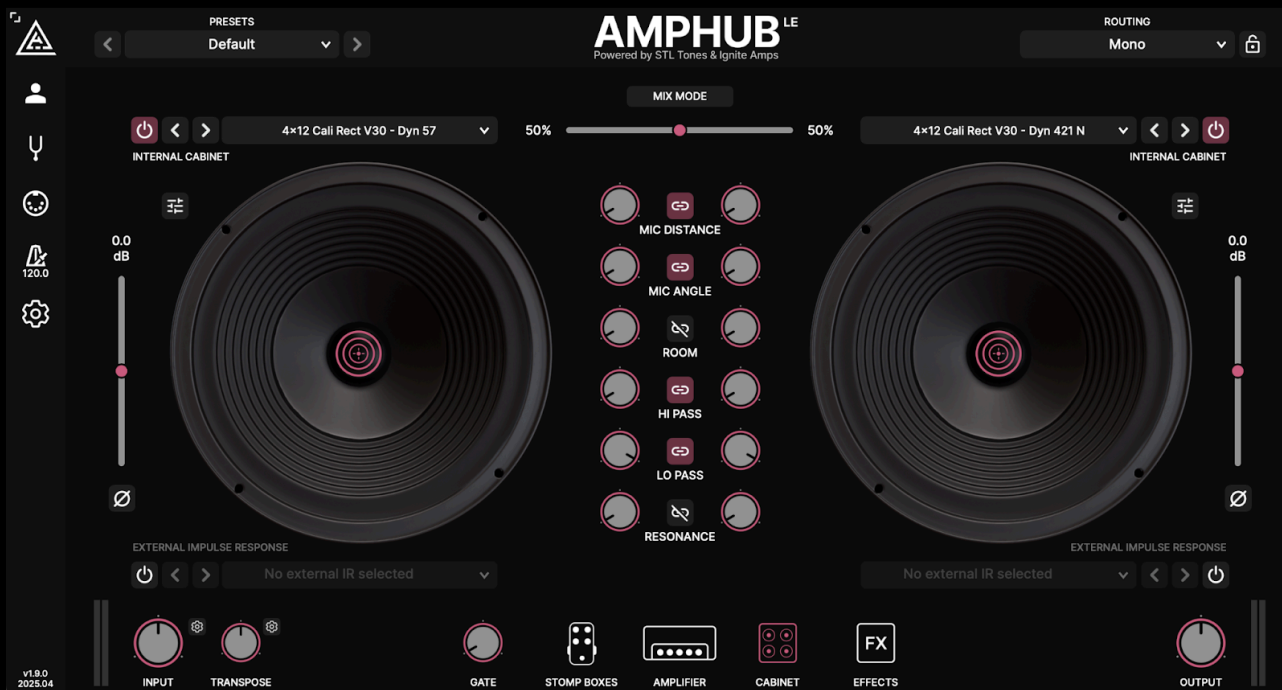 PRESETS
Default
AMPHUB LE
Powered by STL Tones & Ignite Amps
ROUTING
Mono
MIX MODE
4×12 Cali Rect V30 - Dyn 57
50%
50%
4×12 Cali Rect V30 - Dyn 421 N
INTERNAL CABINET
INTERNAL CABINET
0.0
dB
0.0
dB
120.0
MIC DISTANCE
MIC ANGLE
ROOM
HI PASS
LO PASS
RESONANCE
EXTERNAL IMPULSE RESPONSE
EXTERNAL IMPULSE RESPONSE
No external IR selected
No external IR selected
FX
v1.9.0
2025.04
INPUT
TRANSPOSE
GATE
STOMP BOXES
AMPLIFIER
CABINET
EFFECTS
OUTPUT